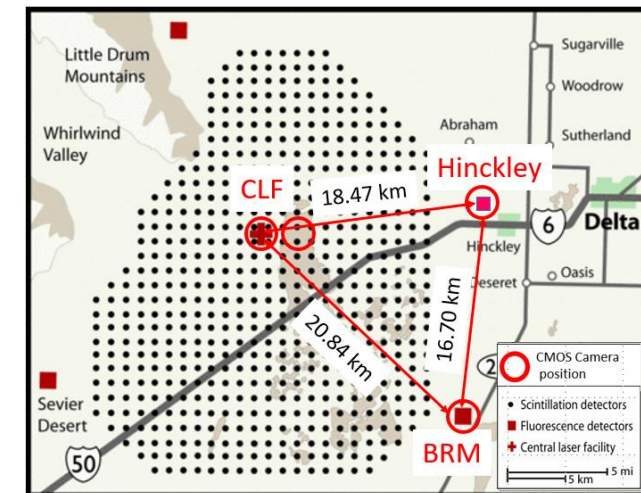 Little Drum
Mountains
Sugarville
Woodrow
Whirlwind
Valley
Abraham
Sutherland
Hinckley
CLF
18.47 km
6
Delta
Hinckley
Deseret
Oasis
20.84 km
16.70 km
2
CMOS Camera
position
Sevier
Desert
Scintillation detectors
Fluorescence detectors
Central laser facility
BRM
50
5 mi
5 km